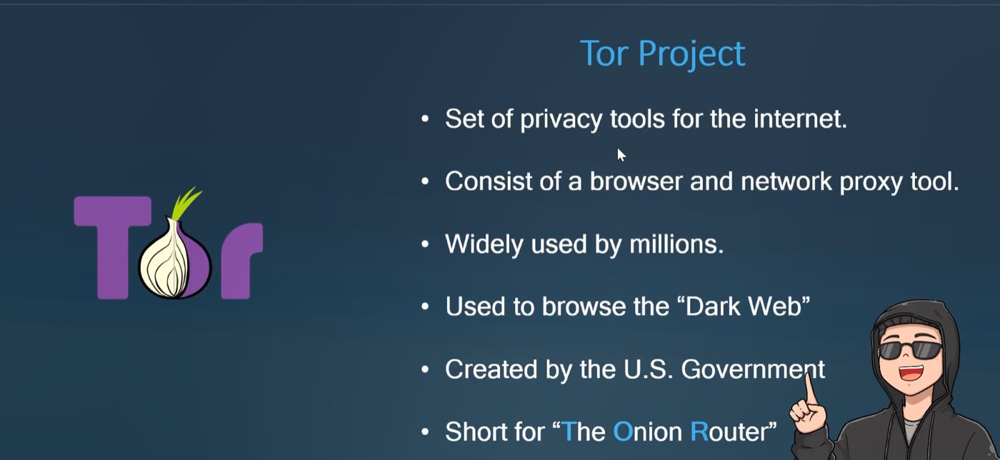 Tor Project
• Set of privacy tools for the internet.
• Consist of a browser and network proxy tool.
• Widely used by millions.
• Used to browse the “Dark Web”
• Created by the U.S. Government
• Short for “The Onion Router”
Tor